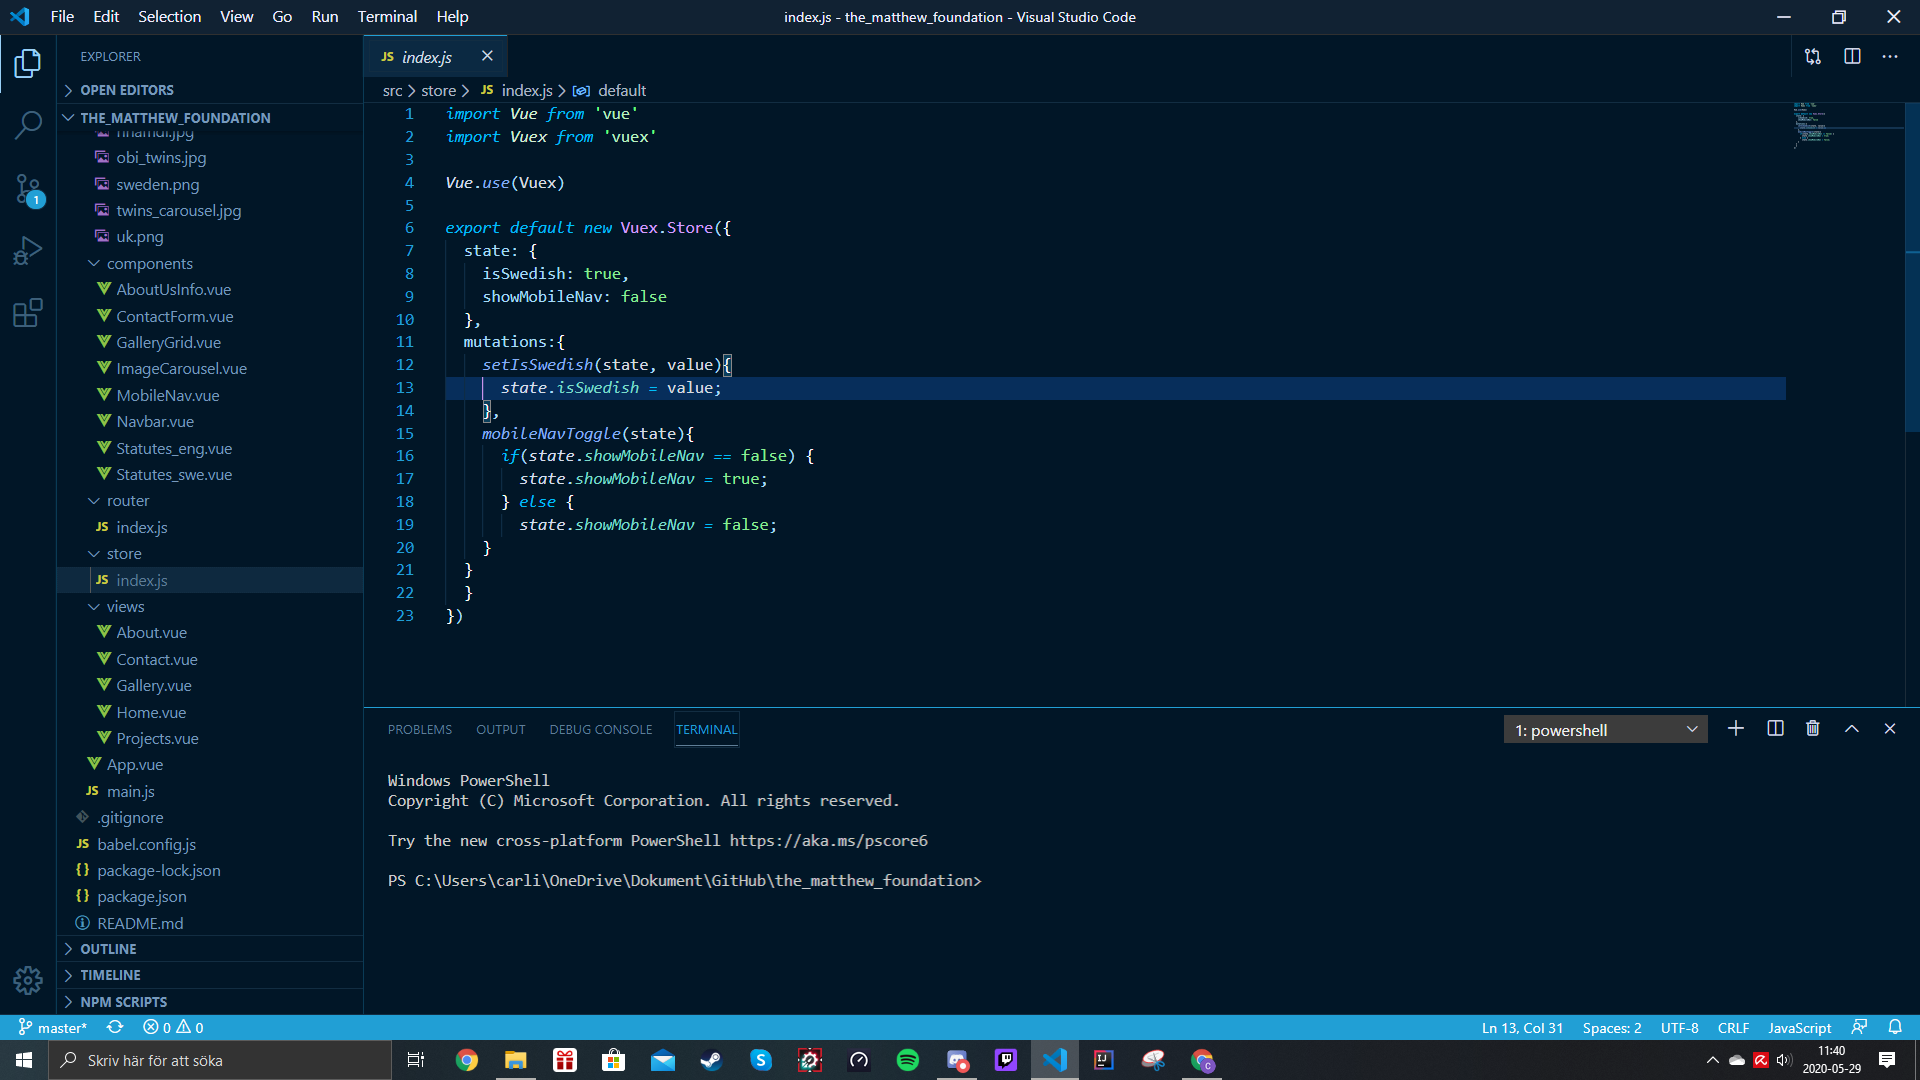 File Edit Selection View Go Run Terminal Help
index.js - the_matthew_foundation - Visual Studio Code
EXPLORER
OPEN EDITORS
THE_MATTHEW_FOUNDATION
nnamdi.jpg
obi_twins.jpg
sweden.png
twins_carousel.jpg
uk.png
components
AboutUsInfo.vue
ContactForm.vue
GalleryGrid.vue
ImageCarousel.vue
MobileNav.vue
Navbar.vue
Statutes_eng.vue
Statutes_swe.vue
router
JS index.js
store
JS index.js
views
About.vue
Contact.vue
Gallery.vue
Home.vue
Projects.vue
App.vue
JS main.js
.gitignore
JS babel.config.js
{} package-lock.json
{} package.json
README.md
OUTLINE
TIMELINE
NPM SCRIPTS
1
JS index.js
src > store > JS index.js > default
1 import Vue from 'vue'
2 import Vuex from 'vuex'
3
4 Vue.use(Vuex)
5
6 export default new Vuex.Store({
7 state: {
8 isSwedish: true,
9 showMobileNav: false
10 },
11 mutations:{
12 setIsSwedish(state, value){
13 state.isSwedish = value;
14 },
15 mobileNavToggle(state){
16 if(state.showMobileNav == false) {
17 state.showMobileNav = true;
18 } else {
19 state.showMobileNav = false;
20 }
21 }
22 }
23 })
PROBLEMS OUTPUT DEBUG CONSOLE TERMINAL
1: powershell
Windows PowerShell
Copyright (C) Microsoft Corporation. All rights reserved.
Try the new cross-platform PowerShell https://aka.ms/pscore6
PS C:\Users\carli\OneDrive\Dokument\GitHub\the_matthew_foundation>
master* 0 0
Ln 13, Col 31 Spaces: 2 UTF-8 CRLF JavaScript
Skriv här för att söka
11:40
2020-05-29